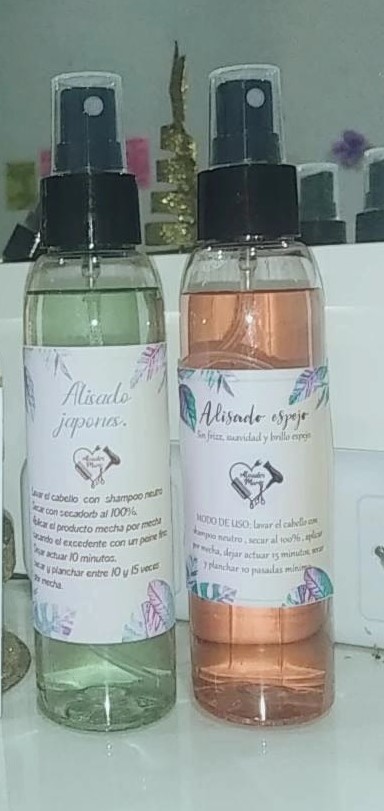 Alisado
japones.
lavar el cabello con shampoo neutro
Secar con secadorb al 100%.
Aplicar el producto mecha por mecha
sacando el excedente con un peine fino
Dejar actuar 10 minutos.
Secar y planchar entre 10 y 15 veces
por mecha.
Alisado espejo
Sin frizz, suavidad y brillo espejo
MODO DE USO: lavar el cabello con
shampoo neutro , secar al 100% , aplicar
por mecha, dejar actuar 15 minutos, secar
y planchar 10 pasadas minimo